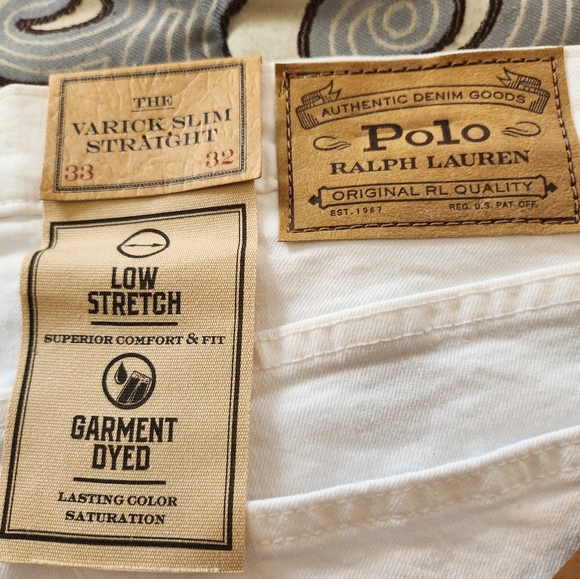 THE
VARICK SLIM
STRAIGHT
33 32
LOW
STRETCH
SUPERIOR COMFORT & FIT
GARMENT
DYED
LASTING COLOR
SATURATION
AUTHENTIC DENIM GOODS
Polo
RALPH LAUREN
ORIGINAL RL QUALITY
EST. 1967 REG. U.S. PAT. OFF.